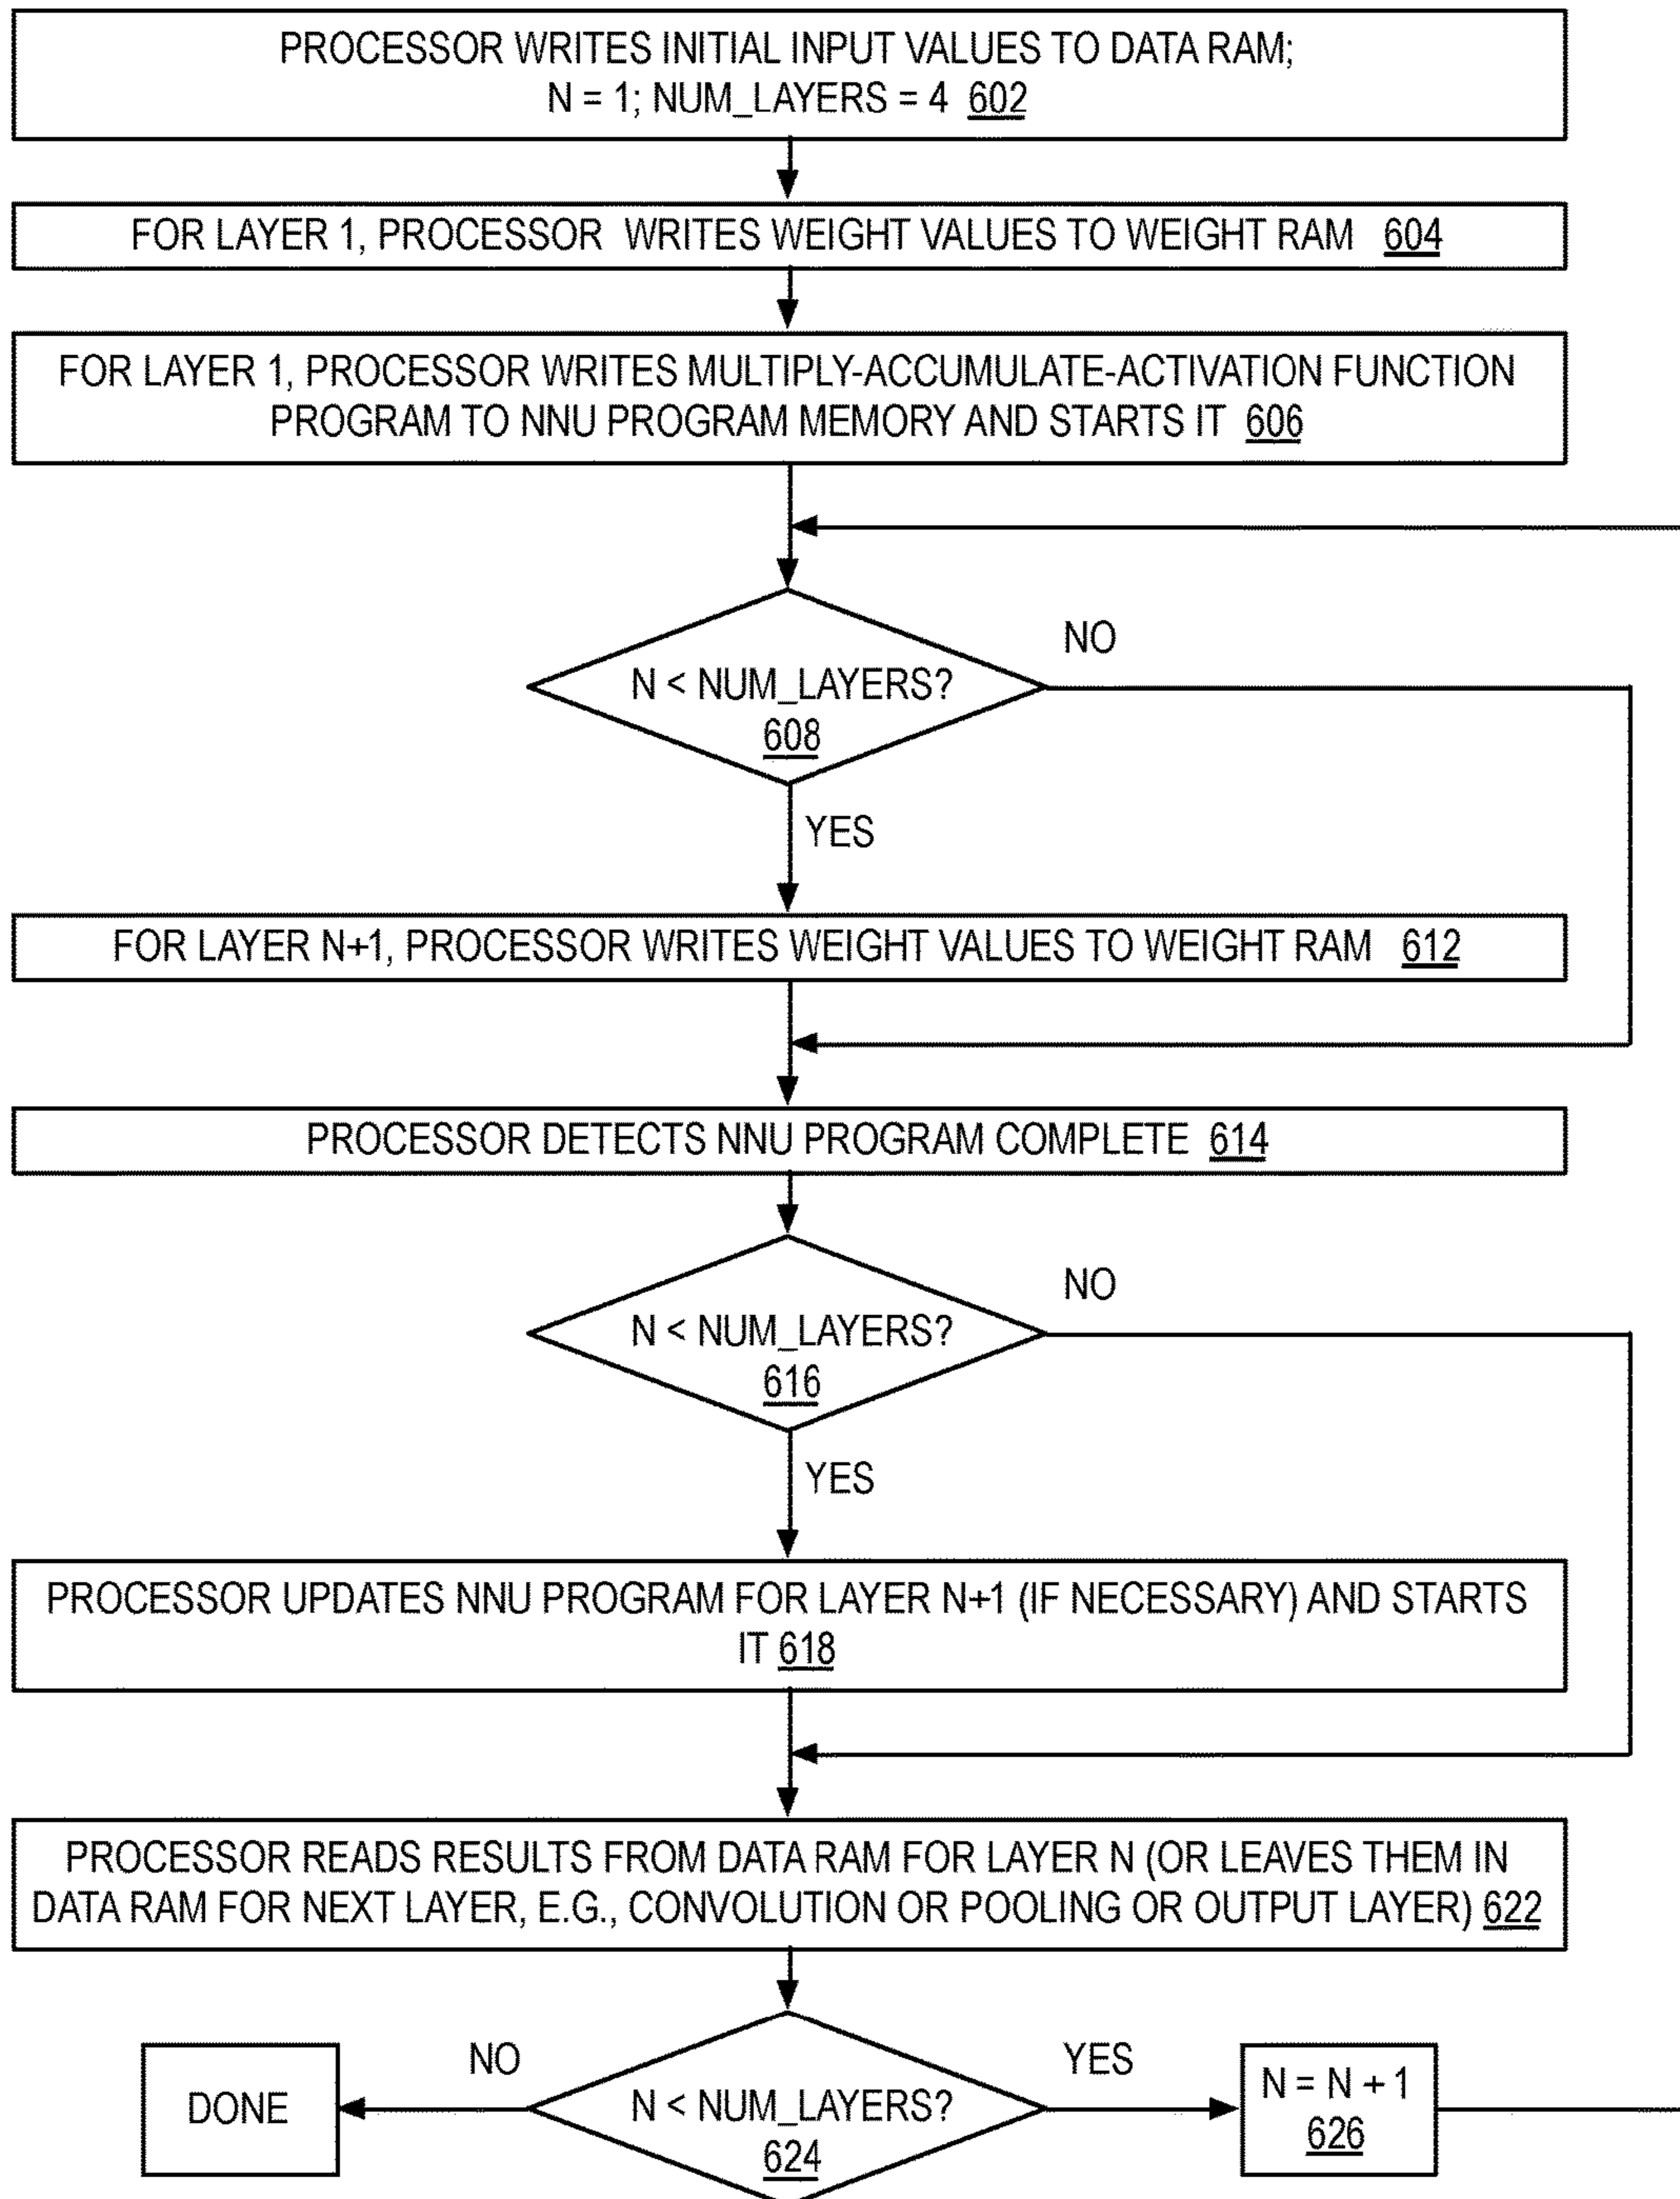 PROCESSOR WRITES INITIAL INPUT VALUES TO DATA RAM;
N = 1; NUM_LAYERS = 4 602
FOR LAYER 1, PROCESSOR WRITES WEIGHT VALUES TO WEIGHT RAM 604
FOR LAYER 1, PROCESSOR WRITES MULTIPLY-ACCUMULATE-ACTIVATION FUNCTION
PROGRAM TO NNU PROGRAM MEMORY AND STARTS IT 606
NO
N < NUM_LAYERS?
608
YES
FOR LAYER N+1, PROCESSOR WRITES WEIGHT VALUES TO WEIGHT RAM 612
PROCESSOR DETECTS NNU PROGRAM COMPLETE 614
NO
N < NUM_LAYERS?
616
YES
PROCESSOR UPDATES NNU PROGRAM FOR LAYER N+1 (IF NECESSARY) AND STARTS
IT 618
PROCESSOR READS RESULTS FROM DATA RAM FOR LAYER N (OR LEAVES THEM IN
DATA RAM FOR NEXT LAYER, E.G., CONVOLUTION OR POOLING OR OUTPUT LAYER) 622
NO
YES
DONE
N < NUM_LAYERS?
624
N = N + 1
626